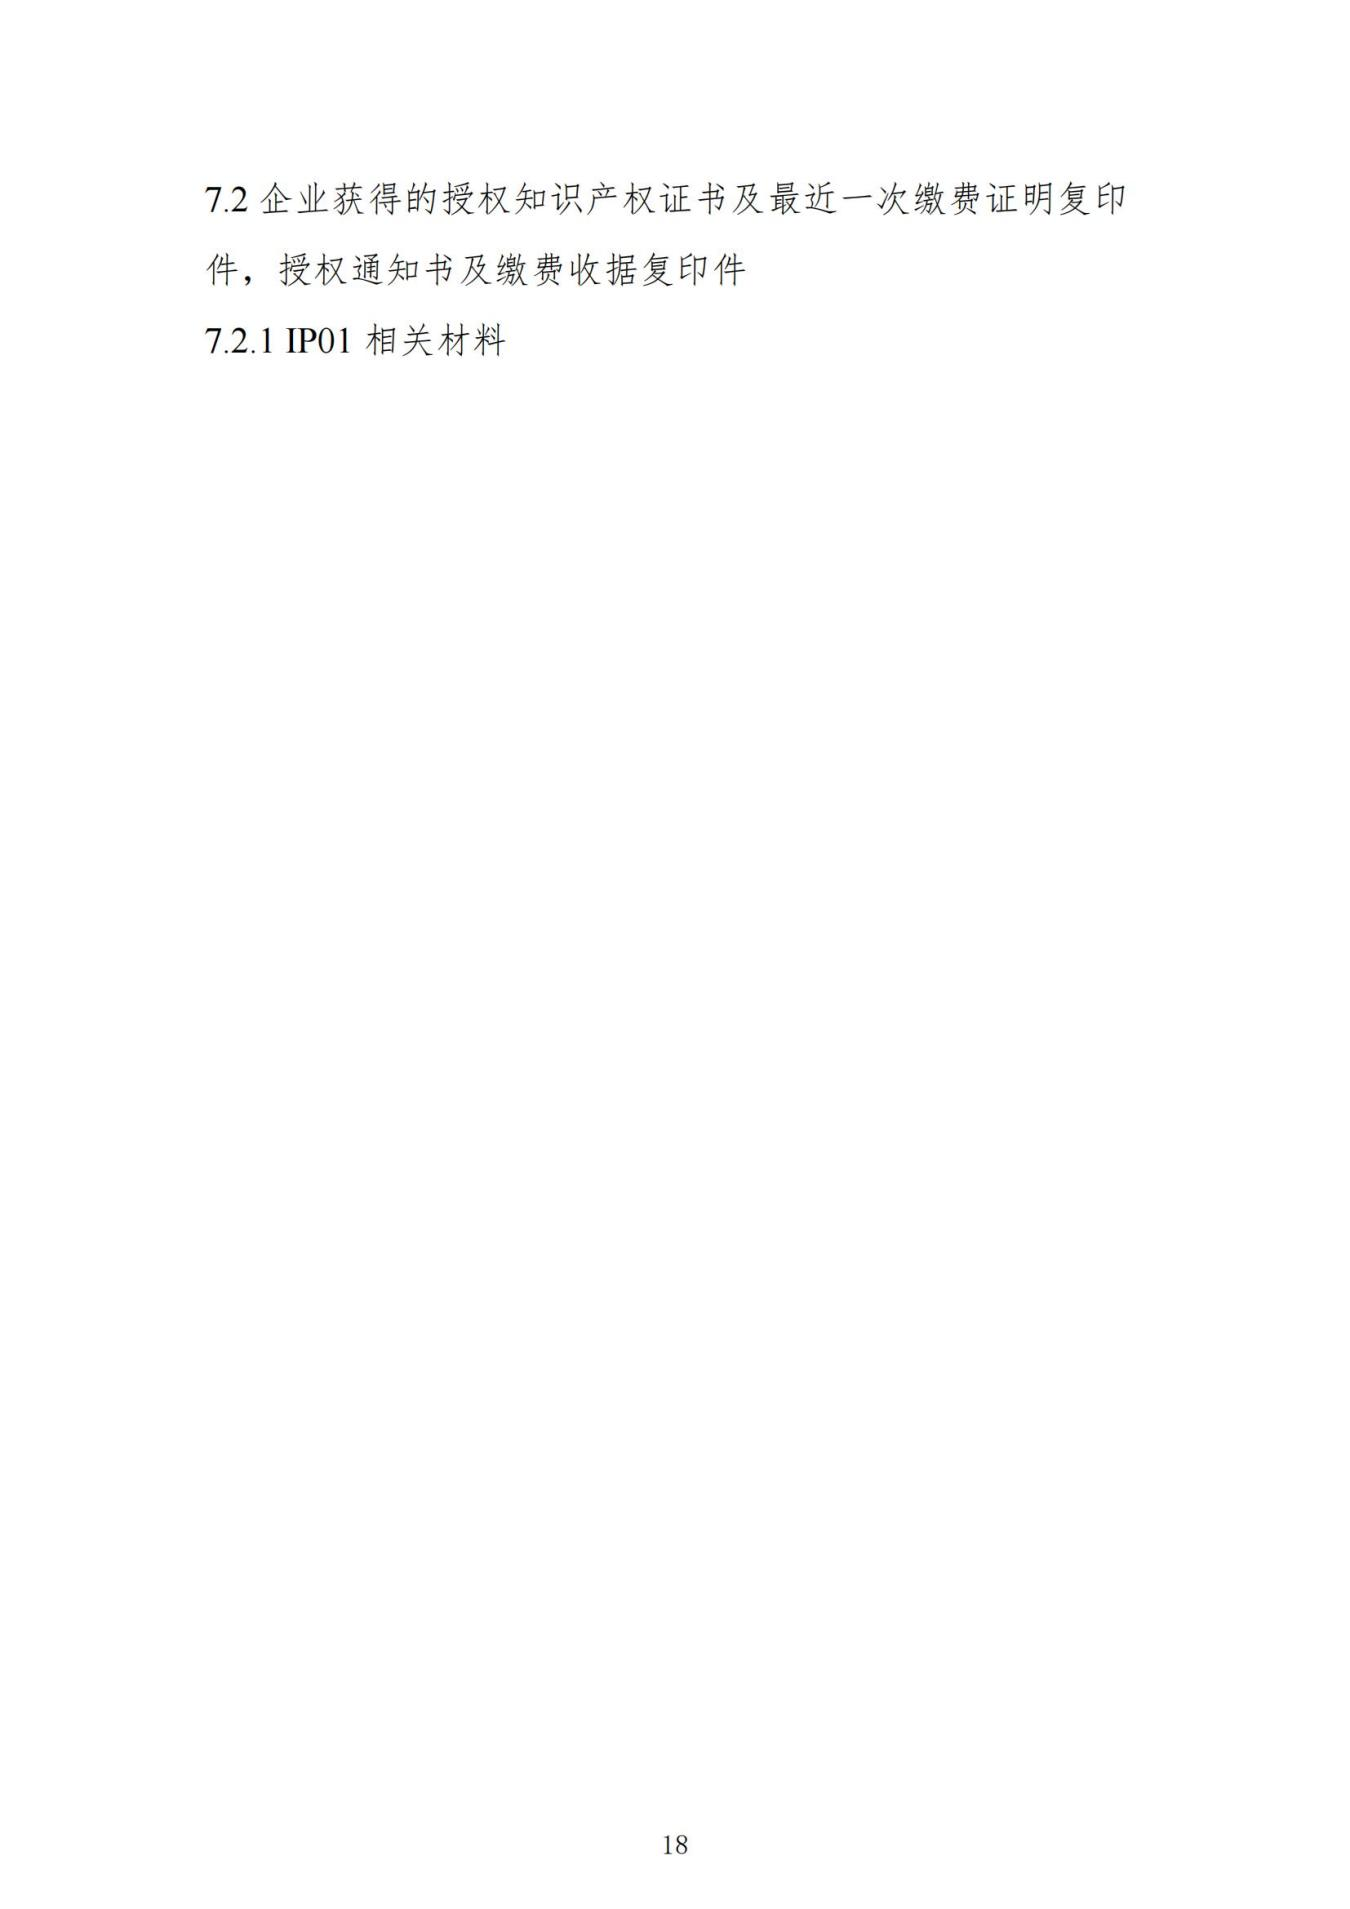 7.2 企业获得的授权知识产权证书及最近一次缴费证明复印
件，授权通知书及缴费收据复印件
7.2.1 IP01 相关材料
18